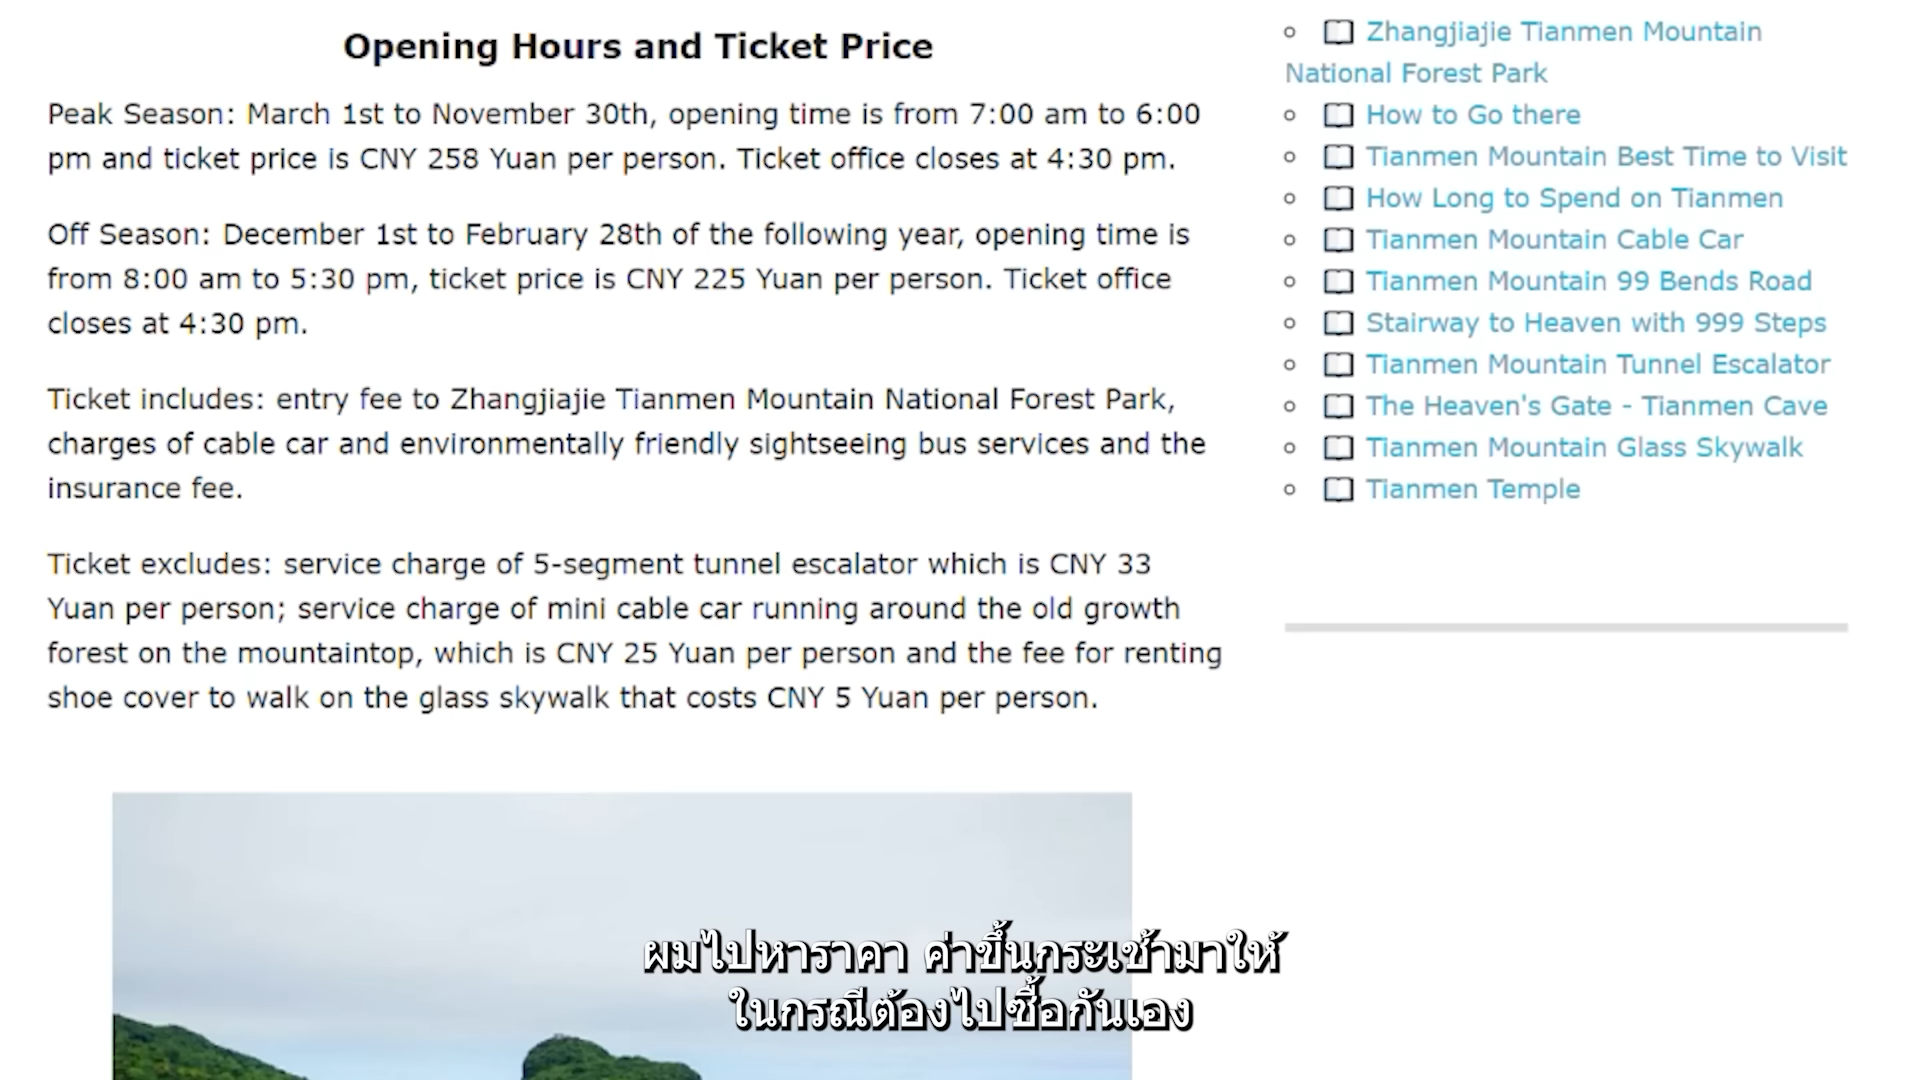 Opening Hours and Ticket Price
Peak Season: March 1st to November 30th, opening time is from 7:00 am to 6:00
pm and ticket price is CNY 258 Yuan per person. Ticket office closes at 4:30 pm.
Off Season: December 1st to February 28th of the following year, opening time is
from 8:00 am to 5:30 pm, ticket price is CNY 225 Yuan per person. Ticket office
closes at 4:30 pm.
Ticket includes: entry fee to Zhangjiajie Tianmen Mountain National Forest Park,
charges of cable car and environmentally friendly sightseeing bus services and the
insurance fee.
Ticket excludes: service charge of 5-segment tunnel escalator which is CNY 33
Yuan per person; service charge of mini cable car running around the old growth
forest on the mountaintop, which is CNY 25 Yuan per person and the fee for renting
shoe cover to walk on the glass skywalk that costs CNY 5 Yuan per person.
Zhangjiajie Tianmen Mountain
National Forest Park
How to Go there
Tianmen Mountain Best Time to Visit
How Long to Spend on Tianmen
Tianmen Mountain Cable Car
Tianmen Mountain 99 Bends Road
Stairway to Heaven with 999 Steps
Tianmen Mountain Tunnel Escalator
The Heaven's Gate - Tianmen Cave
Tianmen Mountain Glass Skywalk
Tianmen Temple
ผมไปหาราคา ค่าขึ้นกระเช้ามาให้
ในกรณีต้องไปซื้อกันเอง